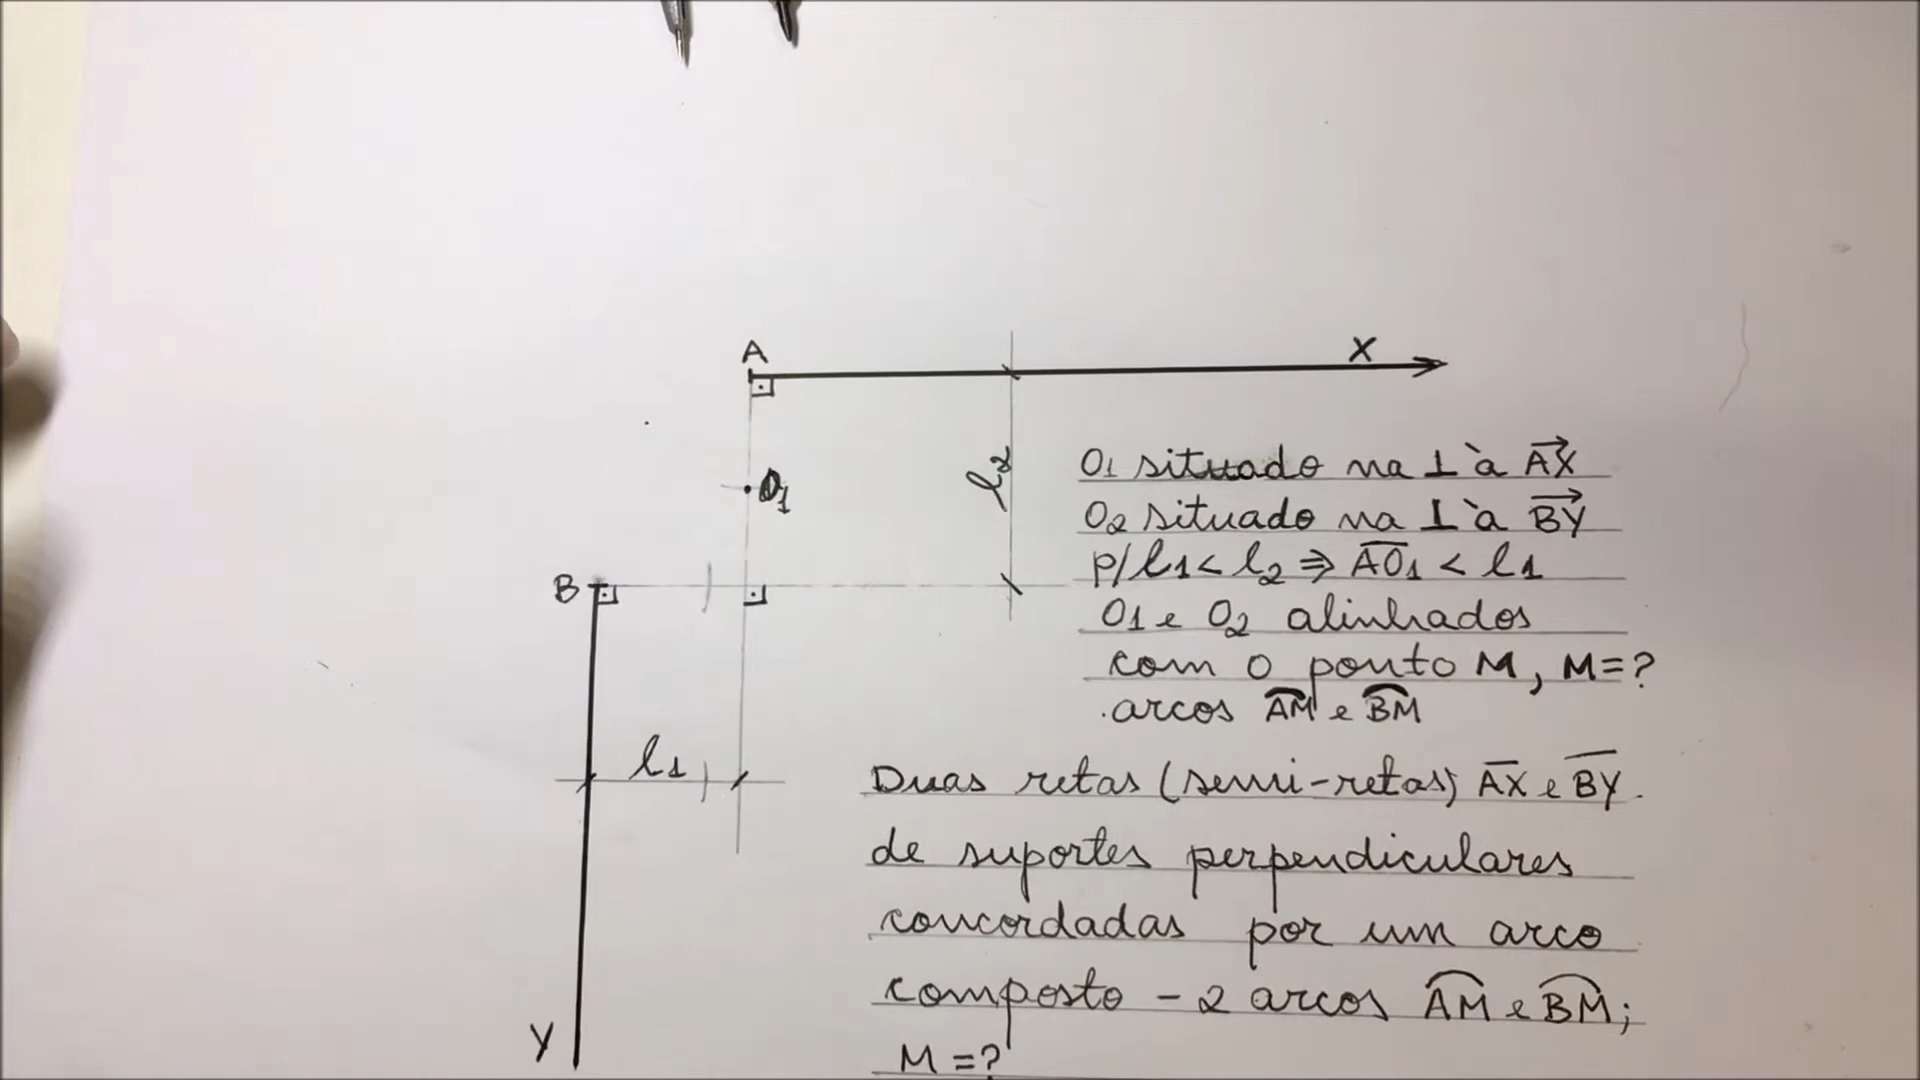 A
X
O1
l2
B
l1
Y
O1 situado na ⊥ à AX
O2 situado na ⊥ à BY
p/ l1 < l2 ⇒ AO1 < l1
O1 e O2 alinhados
com o ponto M, M=?
.arcos AM e BM
Duas retas (semi-retas) AX e BY.
de suportes perpendiculares
concordadas por um arco
composto - 2 arcos AM e BM;
M =?